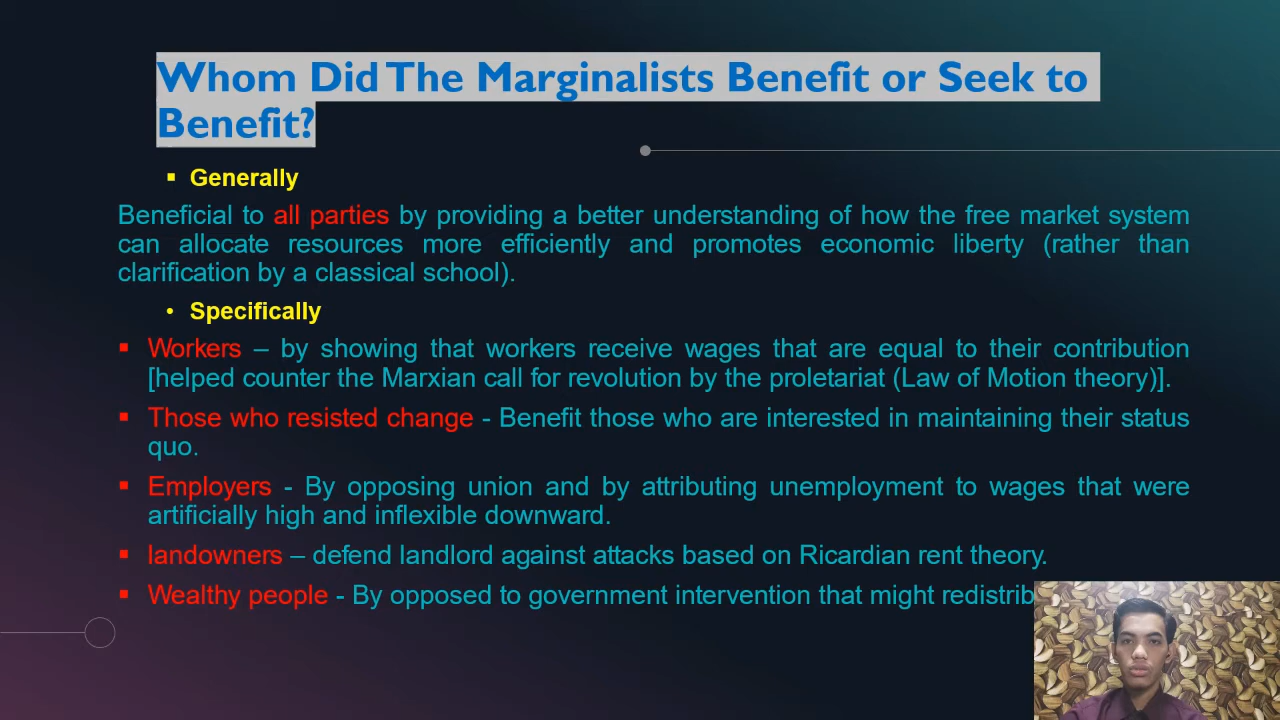 Whom Did The Marginalists Benefit or Seek to
Benefit?
▪ Generally
Beneficial to all parties by providing a better understanding of how the free market system
can allocate resources more efficiently and promotes economic liberty (rather than
clarification by a classical school).
• Specifically
▪ Workers – by showing that workers receive wages that are equal to their contribution
[helped counter the Marxian call for revolution by the proletariat (Law of Motion theory)].
▪ Those who resisted change - Benefit those who are interested in maintaining their status
quo.
▪ Employers - By opposing union and by attributing unemployment to wages that were
artificially high and inflexible downward.
▪ landowners – defend landlord against attacks based on Ricardian rent theory.
▪ Wealthy people - By opposed to government intervention that might